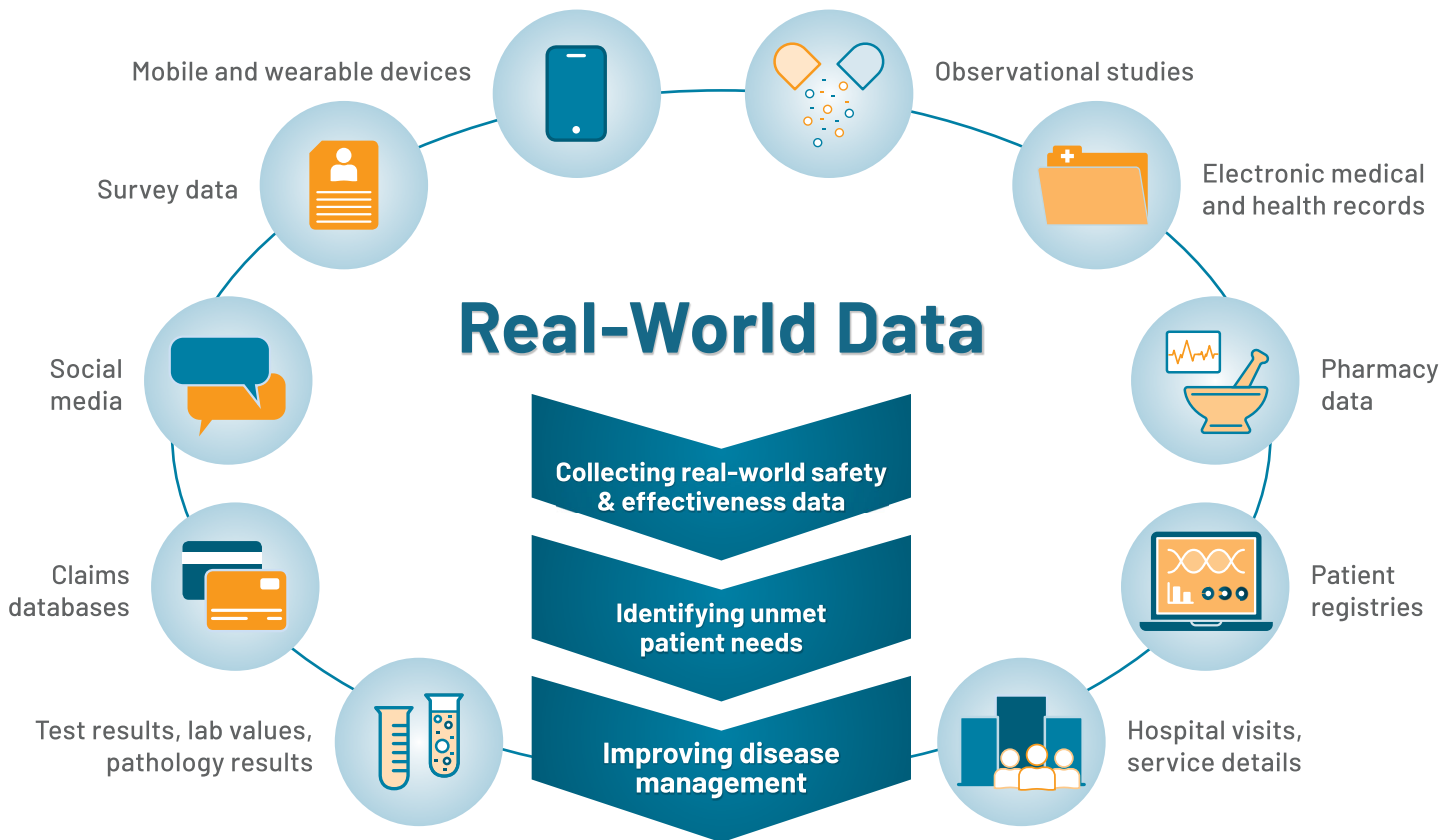 Mobile and wearable devices
Observational studies
Survey data
Electronic medical
and health records
Real-World Data
Social
media
Pharmacy
data
Collecting real-world safety
& effectiveness data
Claims
databases
Patient
registries
Identifying unmet
patient needs
Test results, lab values,
pathology results
Improving disease
management
Hospital visits,
service details